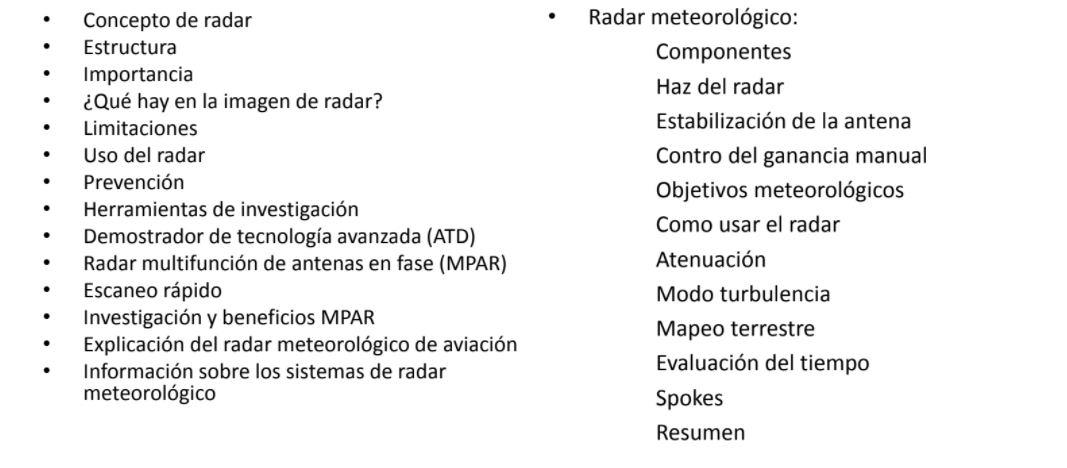 • Concepto de radar
• Estructura
• Importancia
• ¿Qué hay en la imagen de radar?
• Limitaciones
• Uso del radar
• Prevención
• Herramientas de investigación
• Demostrador de tecnología avanzada (ATD)
• Radar multifunción de antenas en fase (MPAR)
• Escaneo rápido
• Investigación y beneficios MPAR
• Explicación del radar meteorológico de aviación
• Información sobre los sistemas de radar
meteorológico
• Radar meteorológico:
Componentes
Haz del radar
Estabilización de la antena
Contro del ganancia manual
Objetivos meteorológicos
Como usar el radar
Atenuación
Modo turbulencia
Mapeo terrestre
Evaluación del tiempo
Spokes
Resumen